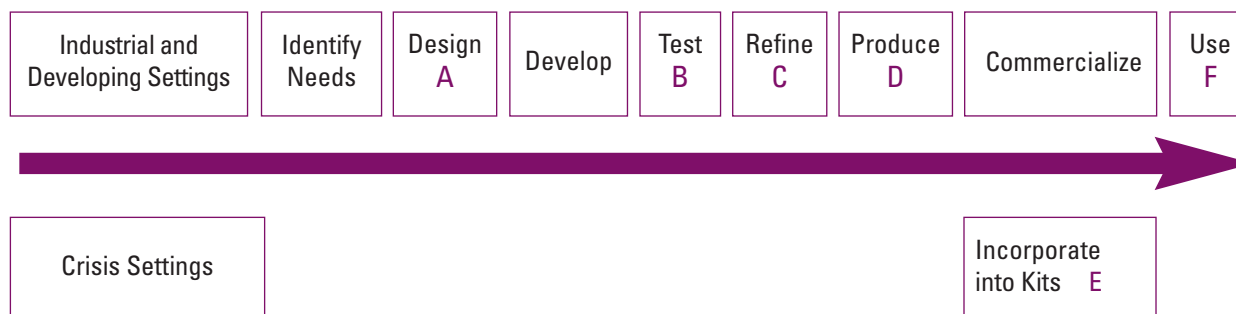 Industrial and
Developing Settings
Identify
Needs
Design
A
Develop
Test
B
Refine
C
Produce
D
Commercialize
Use
F
Crisis Settings
Incorporate
into Kits E